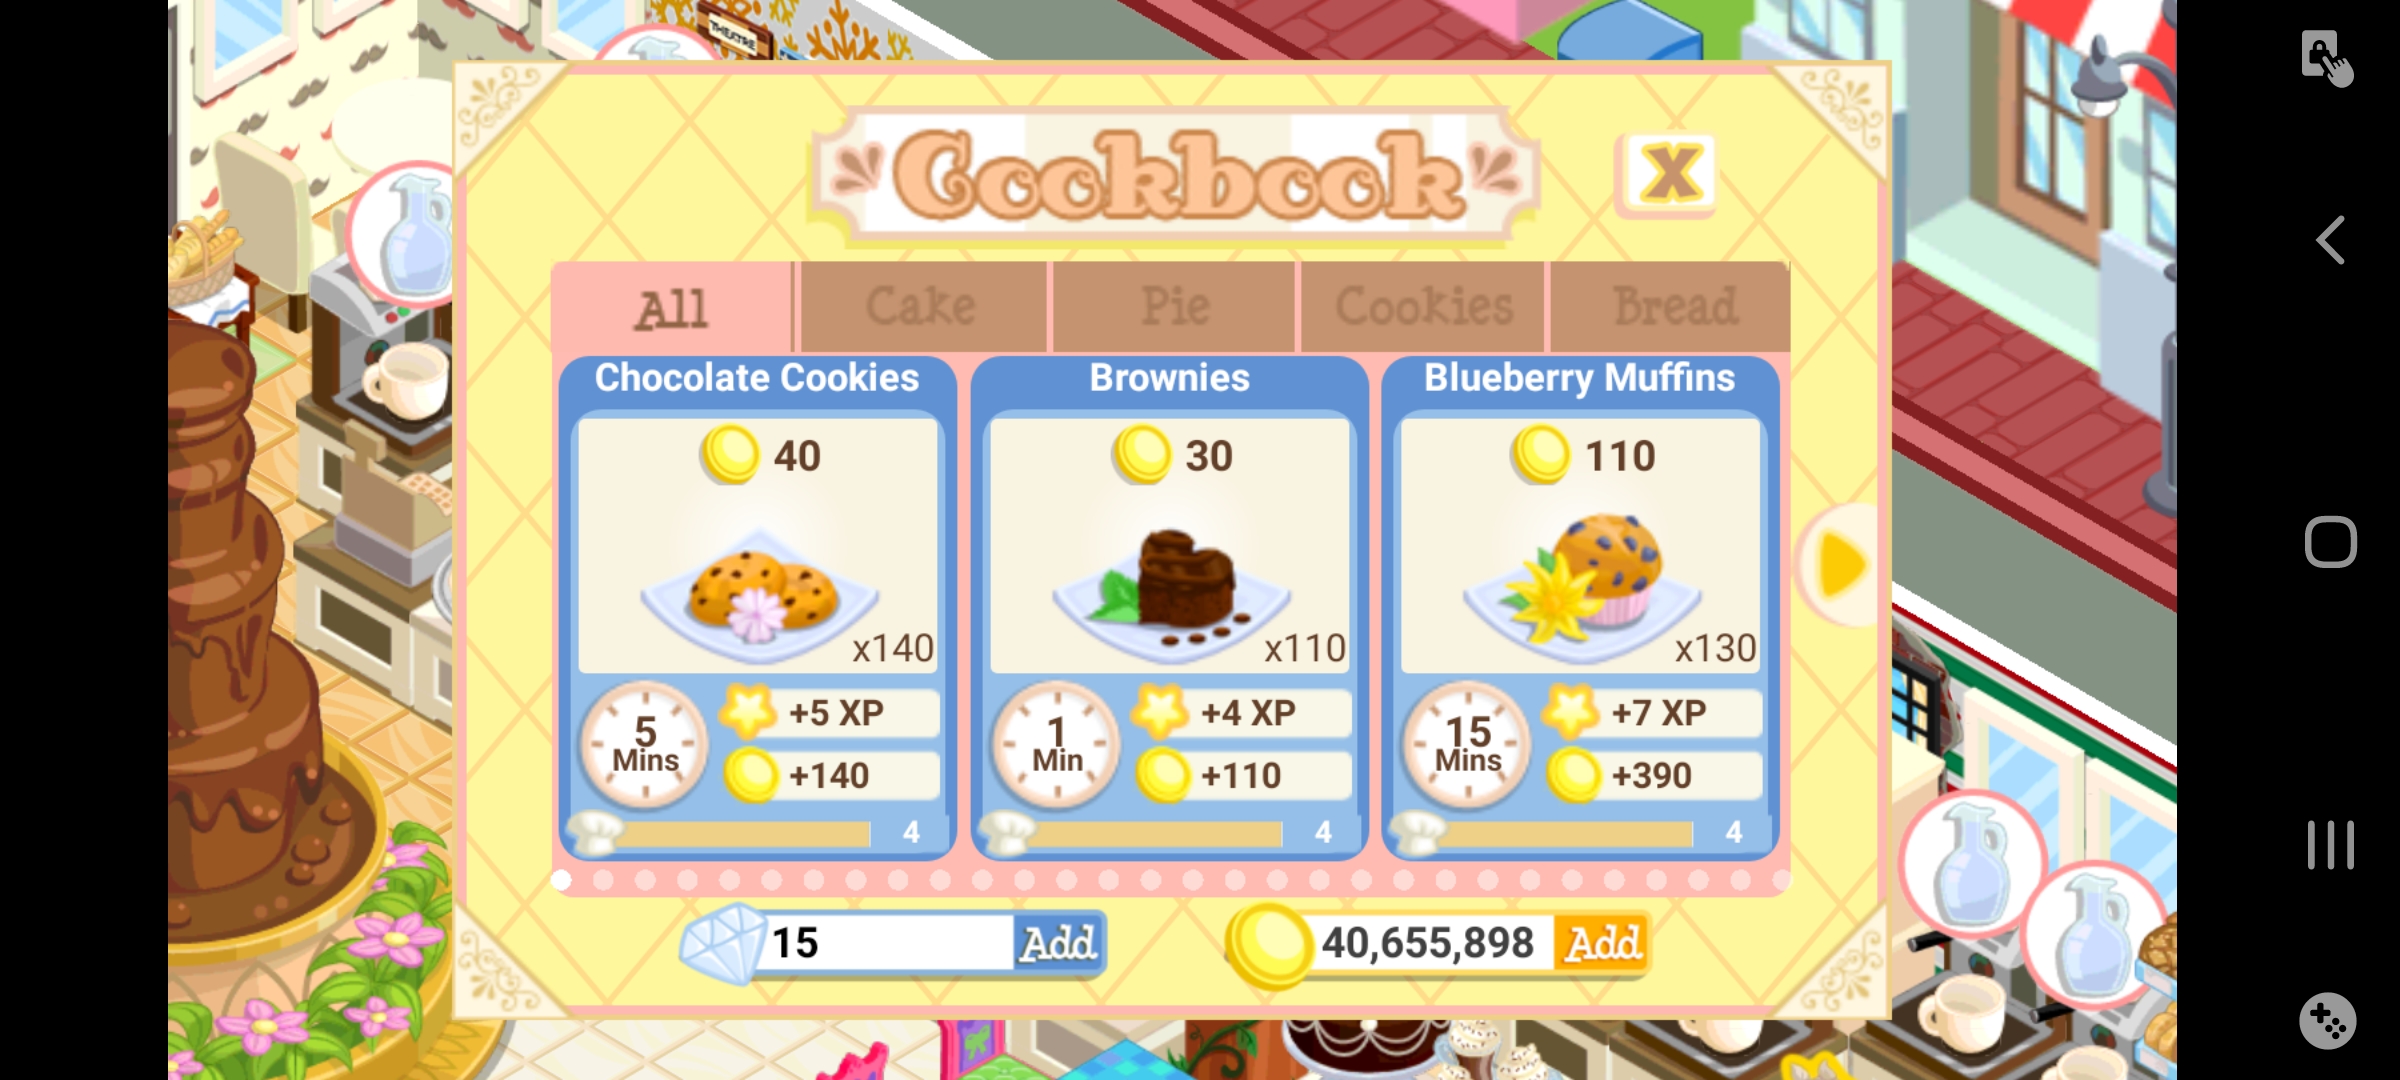 THEATRE
Cookbook
X
All Cake Pie Cookies Bread
Chocolate Cookies
40
x140
5
Mins
+5 XP
+140
4
Brownies
30
x110
1
Min
+4 XP
+110
4
Blueberry Muffins
110
x130
15
Mins
+7 XP
+390
4
15 Add
40,655,898 Add